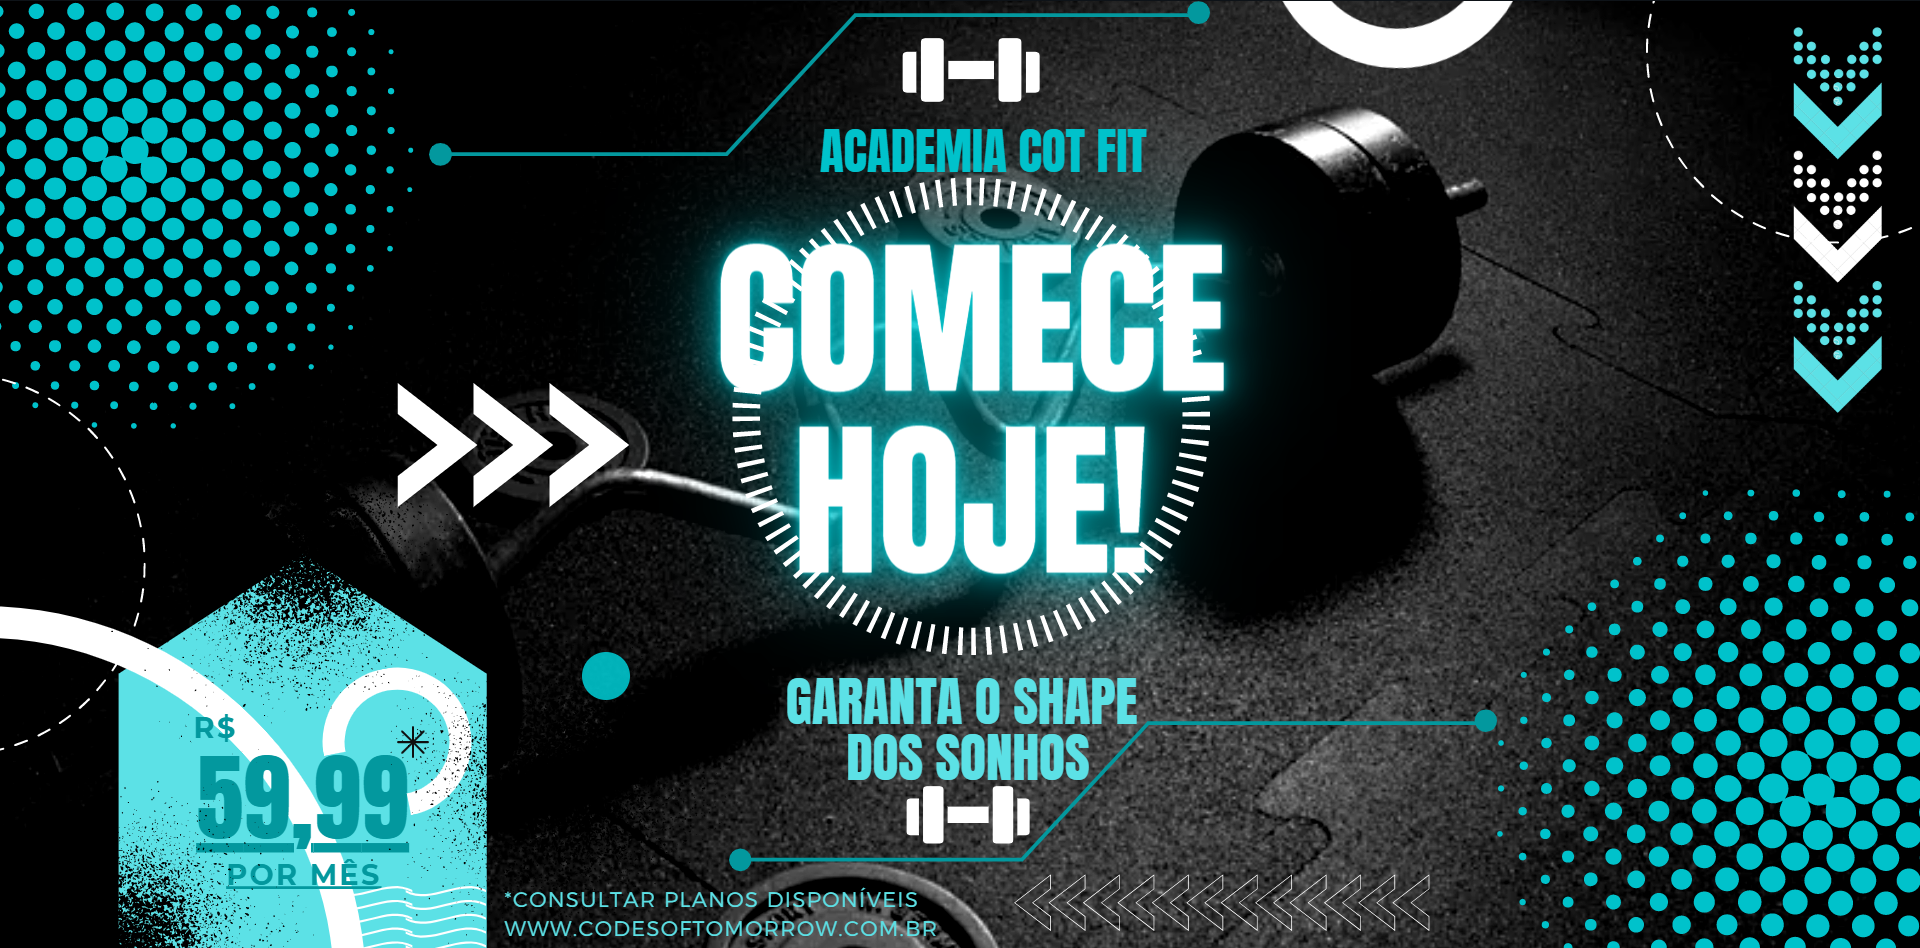 ACADEMIA COT FIT
COMECE
HOJE!
GARANTA O SHAPE
DOS SONHOS
R$
59,99
POR MÊS
*CONSULTAR PLANOS DISPONÍVEIS
WWW.CODESOFTOMORROW.COM.BR